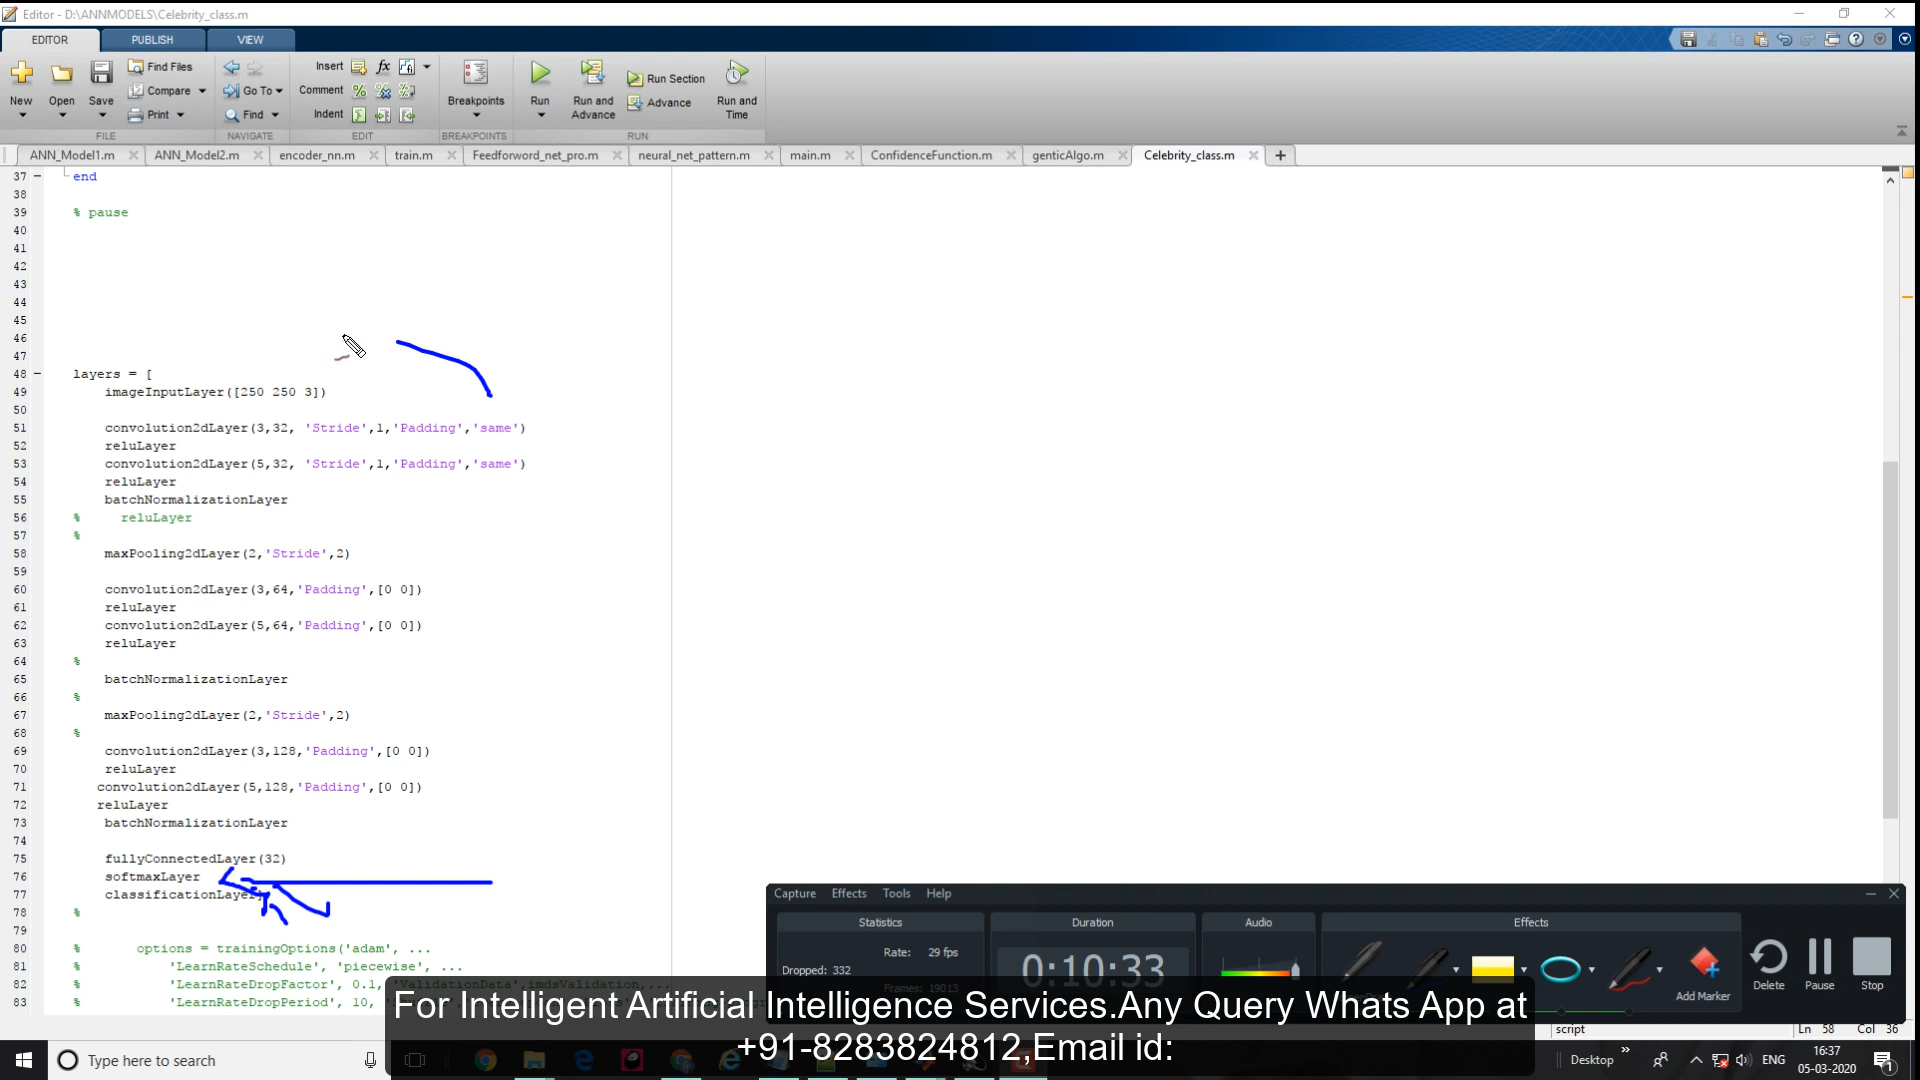 Editor - D:\ANNMODELS\Celebrity_class.m
EDITOR PUBLISH VIEW
New Open Save
Find Files
Compare
Print
FILE
Go To
Find
NAVIGATE
Insert fx
Comment
Indent
EDIT
Breakpoints
BREAKPOINTS
Run
Run and Advance
Run Section
Advance
Run and Time
RUN
ANN_Model1.m ANN_Model2.m encoder_nn.m train.m Feedforword_net_pro.m neural_net_pattern.m main.m ConfidenceFunction.m genticAlgo.m Celebrity_class.m
37 end
38
39 % pause
40
41
42
43
44
45
46
47
48 layers = [
49 imageInputLayer([250 250 3])
50
51 convolution2dLayer(3,32, 'Stride',1,'Padding','same')
52 reluLayer
53 convolution2dLayer(5,32, 'Stride',1,'Padding','same')
54 reluLayer
55 batchNormalizationLayer
56 % reluLayer
57 %
58 maxPooling2dLayer(2,'Stride',2)
59
60 convolution2dLayer(3,64,'Padding',[0 0])
61 reluLayer
62 convolution2dLayer(5,64,'Padding',[0 0])
63 reluLayer
64 %
65 batchNormalizationLayer
66 %
67 maxPooling2dLayer(2,'Stride',2)
68 %
69 convolution2dLayer(3,128,'Padding',[0 0])
70 reluLayer
71 convolution2dLayer(5,128,'Padding',[0 0])
72 reluLayer
73 batchNormalizationLayer
74
75 fullyConnectedLayer(32)
76 softmaxLayer
77 classificationLayer]
78 %
79
80 % options = trainingOptions('adam', ...
81 % 'LearnRateSchedule', 'piecewise', ...
82 % 'LearnRateDropFactor', 0.1, 'ValidationData',imdsValidation,...
83 % 'LearnRateDropPeriod', 10,
Capture Effects Tools Help
Statistics
Rate: 29 fps
Dropped: 332
Frames: 19013
Duration
0:10:33
Audio
Effects
Add Marker
Delete
Pause
Stop
For Intelligent Artificial Intelligence Services.Any Query Whats App at
+91-8283824812,Email id:
script Ln 58 Col 36
Type here to search
Desktop
ENG
16:37
05-03-2020
1